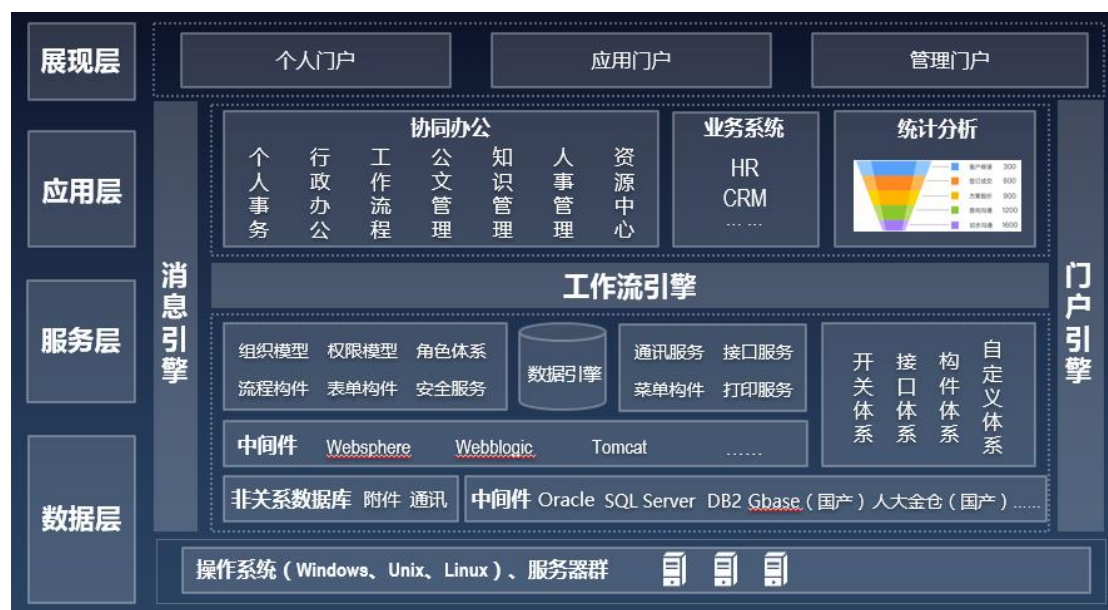 展现层
个人门户
应用门户
管理门户
应用层
协同办公
个人事务
行政办公
工作流程
公文管理
知识管理
人事管理
资源中心
业务系统
HR
CRM
... ...
统计分析
300
600
900
1200
1600
消息引擎
门户引擎
工作流引擎
服务层
组织模型 权限模型 角色体系
流程构件 表单构件 安全服务
数据引擎
通讯服务 接口服务
菜单构件 打印服务
开关体系
接口体系
构件体系
自定义体系
中间件 Websphere Webblogic Tomcat ……
数据层
非关系数据库 附件 通讯
中间件 Oracle SQL Server DB2 Gbase（国产）人大金仓（国产）……
操作系统（Windows、Unix、Linux）、服务器群